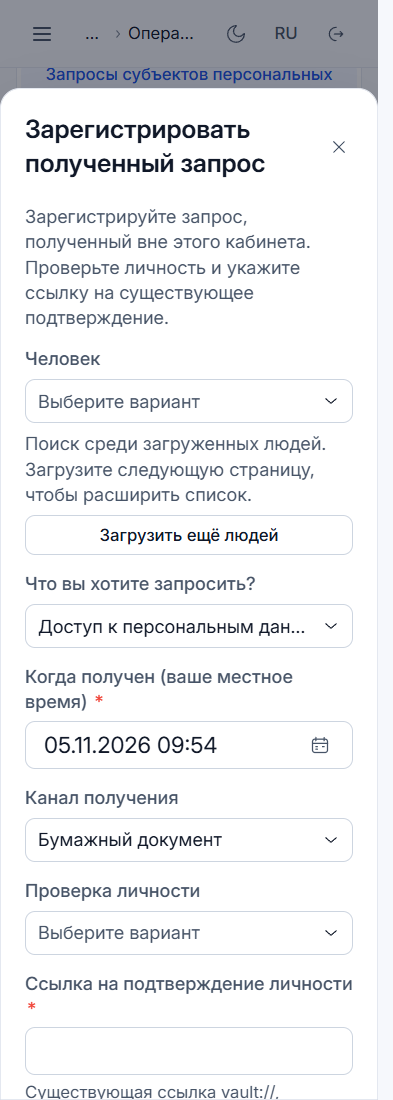 ... › Опера... RU
Запросы субъектов персональных
Зарегистрировать
полученный запрос
Зарегистрируйте запрос,
полученный вне этого кабинета.
Проверьте личность и укажите
ссылку на существующее
подтверждение.
Человек
Выберите вариант
Поиск среди загруженных людей.
Загрузите следующую страницу,
чтобы расширить список.
Загрузить ещё людей
Что вы хотите запросить?
Доступ к персональным дан...
Когда получен (ваше местное
время) *
05.11.2026 09:54
Канал получения
Бумажный документ
Проверка личности
Выберите вариант
Ссылка на подтверждение личности
*
Существующая ссылка vault://,